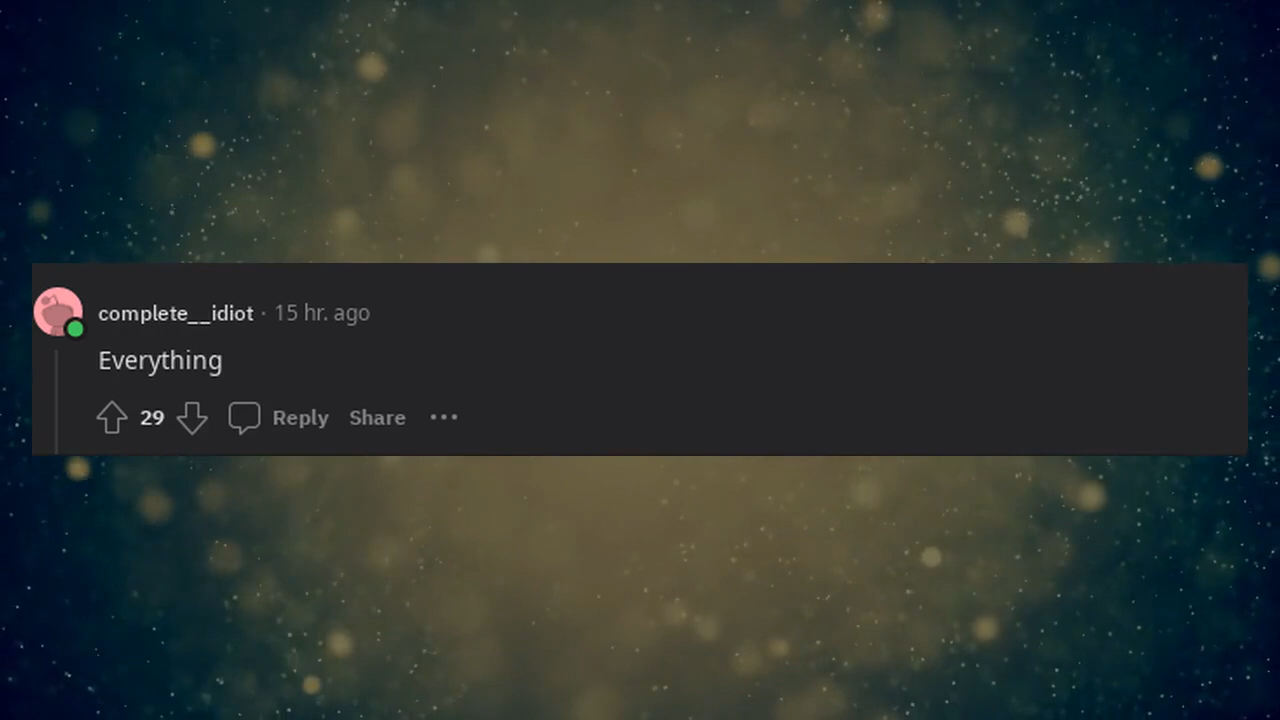 complete__idiot · 15 hr. ago
Everything
29 Reply Share •••